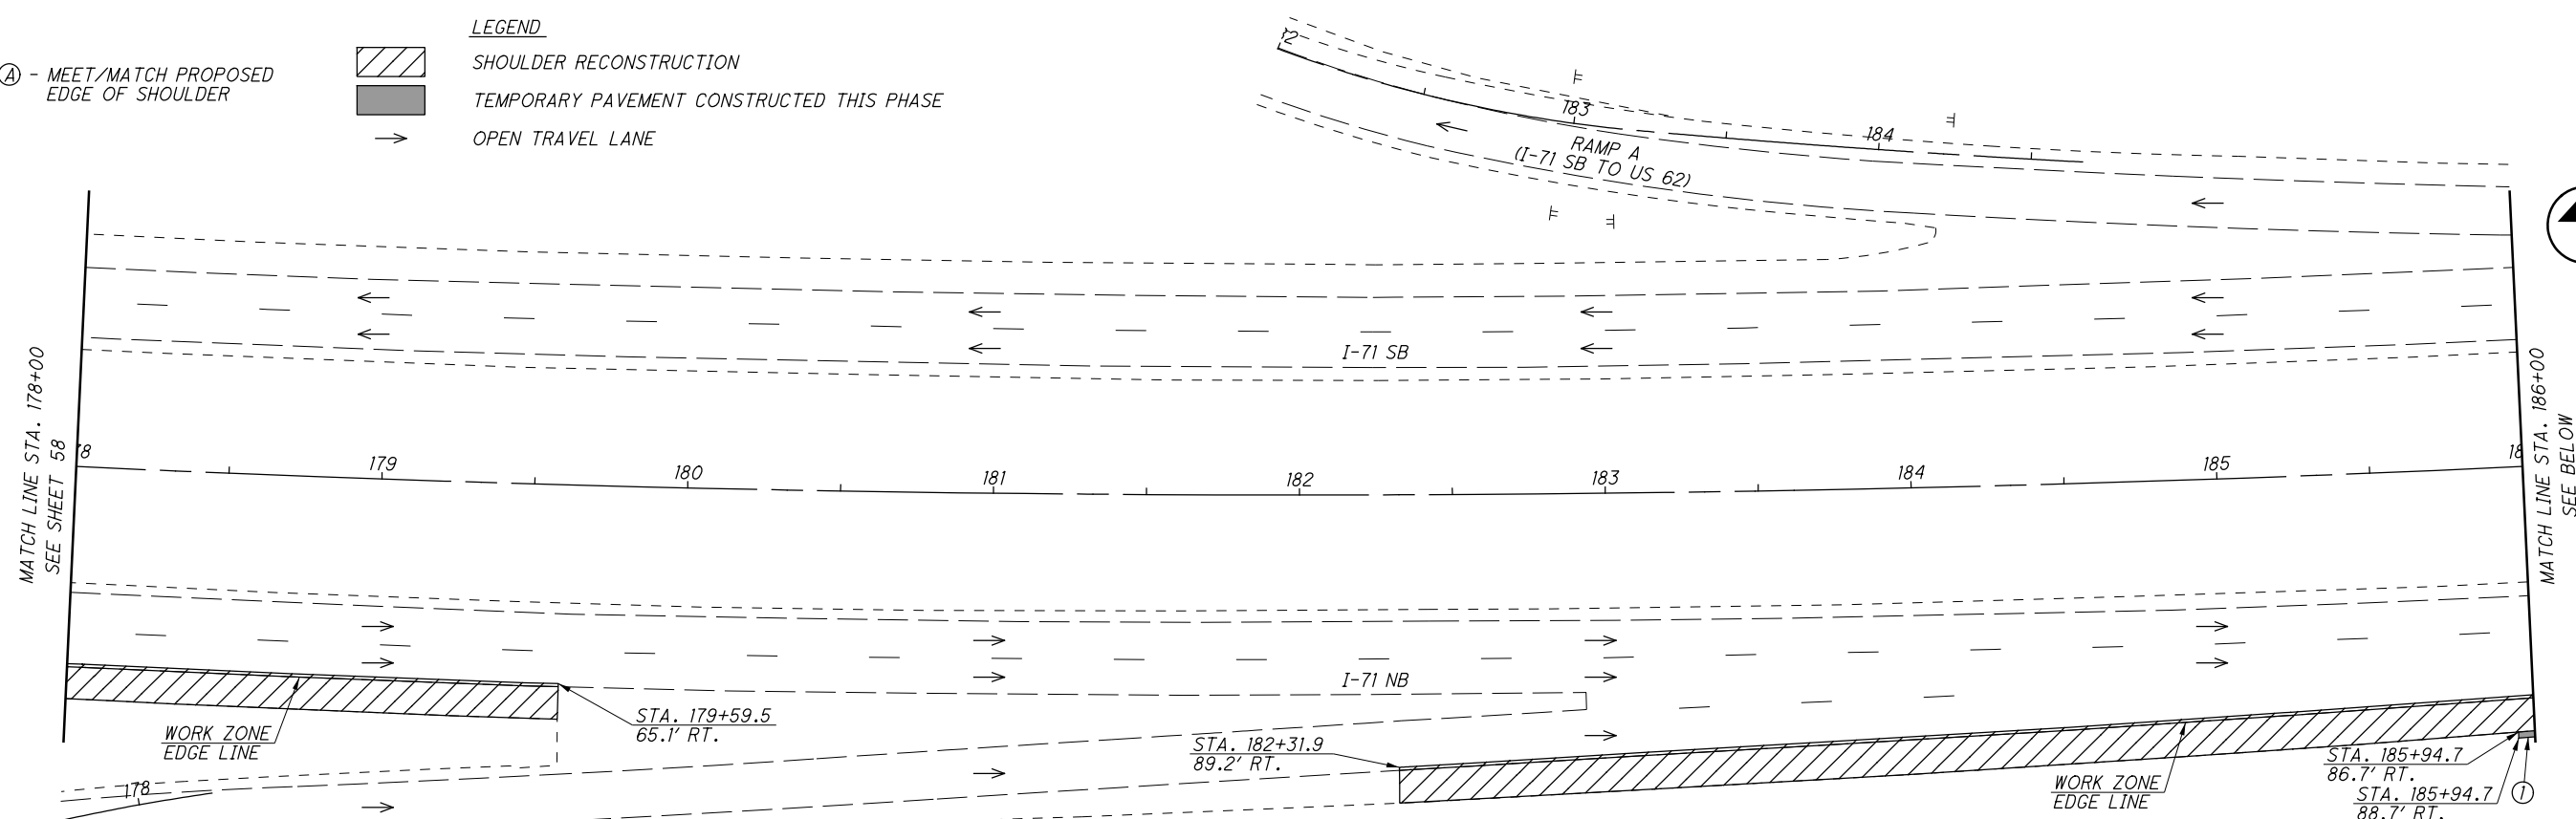 LEGEND
Ⓐ - MEET/MATCH PROPOSED
EDGE OF SHOULDER
SHOULDER RECONSTRUCTION
TEMPORARY PAVEMENT CONSTRUCTED THIS PHASE
OPEN TRAVEL LANE
183
184
RAMP A
(I-71 SB TO US 62)
I-71 SB
MATCH LINE STA. 178+00
SEE SHEET 58
179
180
181
182
183
184
185
MATCH LINE STA. 186+00
SEE BELOW
I-71 NB
WORK ZONE
EDGE LINE
STA. 179+59.5
65.1' RT.
STA. 182+31.9
89.2' RT.
WORK ZONE
EDGE LINE
STA. 185+94.7
86.7' RT.
STA. 185+94.7
88.7' RT.
①
178